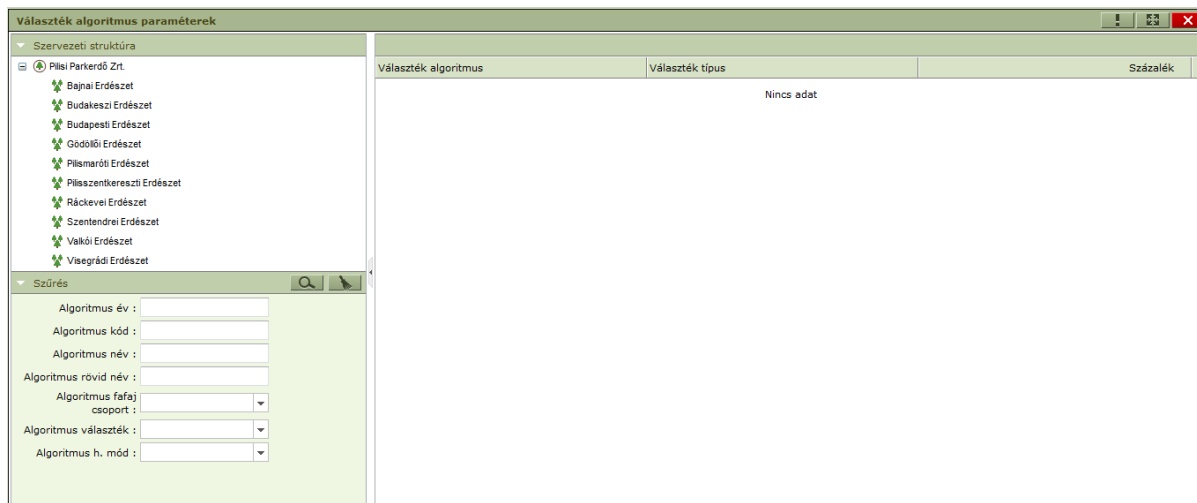 Választék algoritmus paraméterek
Szervezeti struktúra
Pilisi Parkerdő Zrt.
Bajnai Erdészet
Budakeszi Erdészet
Budapesti Erdészet
Gödöllői Erdészet
Pilismaróti Erdészet
Pilisszentkereszti Erdészet
Ráckevei Erdészet
Szentendrei Erdészet
Valkói Erdészet
Visegrádi Erdészet
Szűrés
Algoritmus év :
Algoritmus kód :
Algoritmus név :
Algoritmus rövid név :
Algoritmus fafaj
csoport :
Algoritmus választék :
Algoritmus h. mód :
Választék algoritmus Választék típus Százalék
Nincs adat